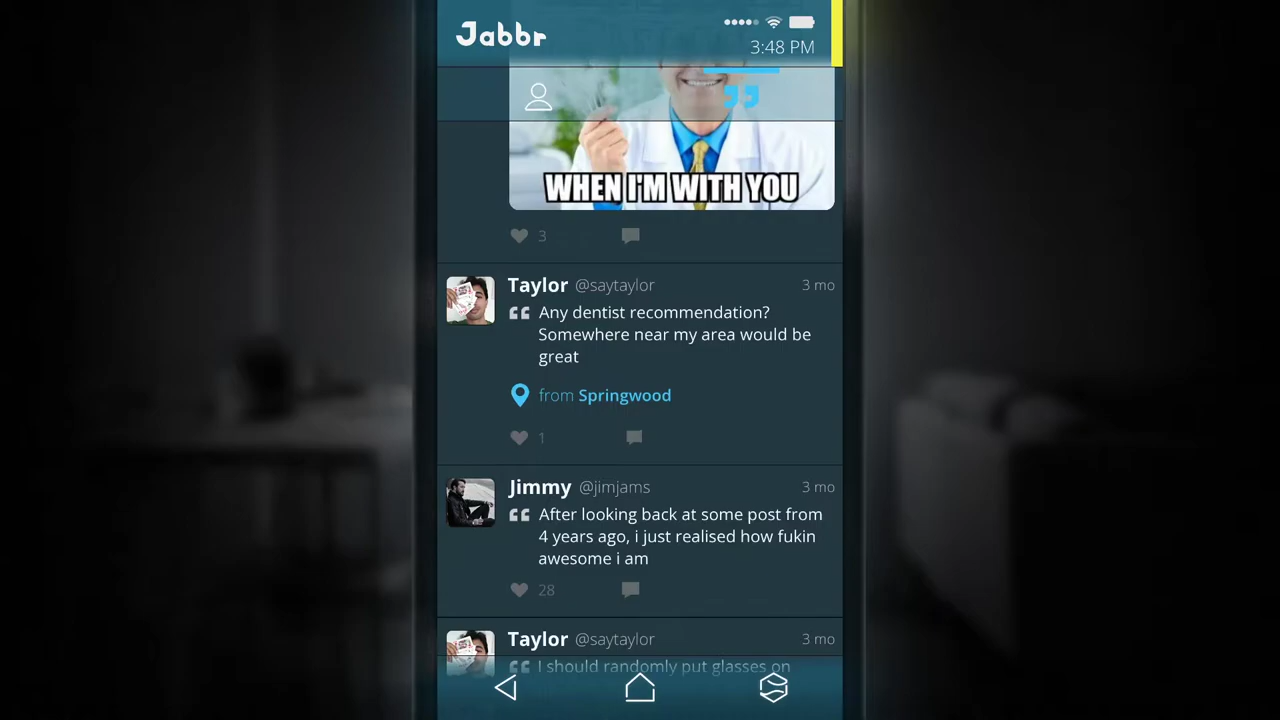 Jabbr
3:48 PM
WHEN I'M WITH YOU
3
Taylor @saytaylor 3 mo
Any dentist recommendation?
Somewhere near my area would be
great
from Springwood
1
Jimmy @jimjams 3 mo
After looking back at some post from
4 years ago, i just realised how fukin
awesome i am
28
Taylor @saytaylor 3 mo
I should randomly put glasses on